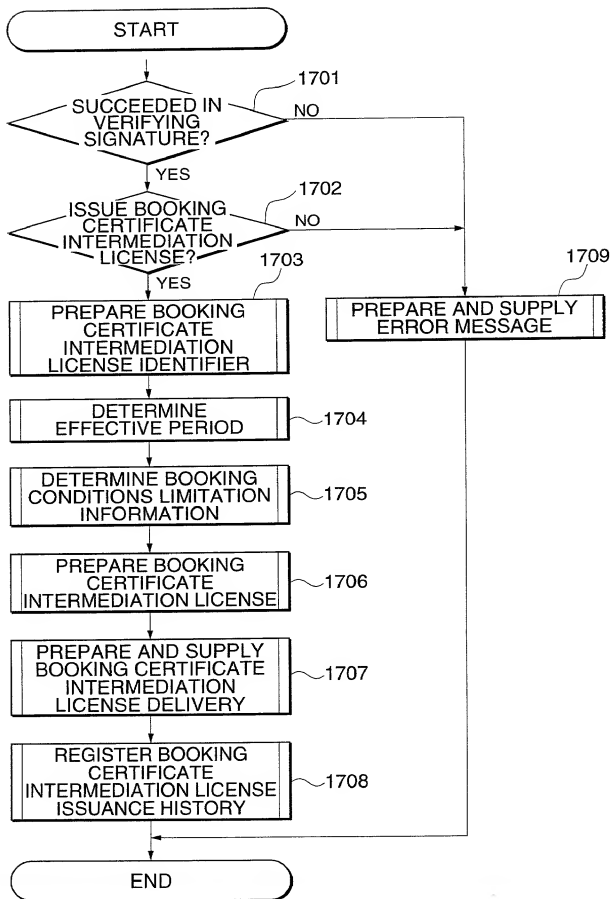 START
1701
SUCCEEDED IN
VERIFYING
SIGNATURE?
NO
YES
1702
ISSUE BOOKING
CERTIFICATE
INTERMEDIATION
LICENSE?
NO
YES
1703
PREPARE BOOKING
CERTIFICATE
INTERMEDIATION
LICENSE IDENTIFIER
1709
PREPARE AND SUPPLY
ERROR MESSAGE
DETERMINE
EFFECTIVE PERIOD
1704
DETERMINE BOOKING
CONDITIONS LIMITATION
INFORMATION
1705
PREPARE BOOKING
CERTIFICATE
INTERMEDIATION LICENSE
1706
PREPARE AND SUPPLY
BOOKING CERTIFICATE
INTERMEDIATION
LICENSE DELIVERY
1707
REGISTER BOOKING
CERTIFICATE
INTERMEDIATION LICENSE
ISSUANCE HISTORY
1708
END